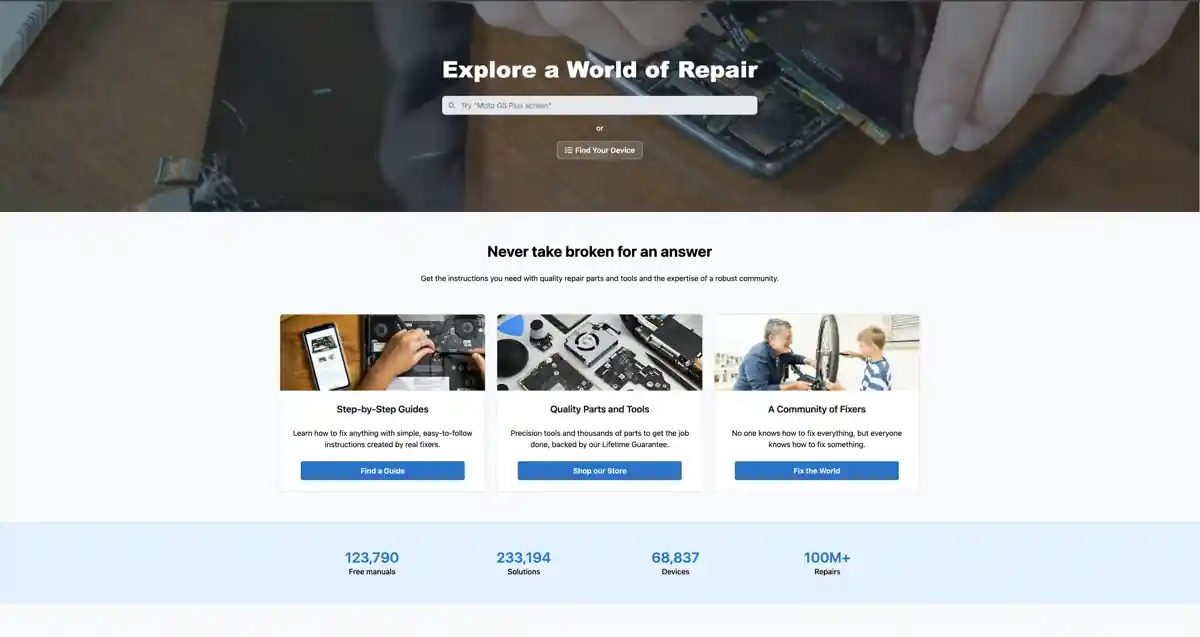 Explore a World of Repair
Try "Moto G5 Plus screen"
or
Find Your Device
Never take broken for an answer
Get the instructions you need with quality repair parts and tools and the expertise of a robust community.
Step-by-Step Guides
Learn how to fix anything with simple, easy-to-follow
instructions created by real fixers.
Find a Guide
Quality Parts and Tools
Precision tools and thousands of parts to get the job
done, backed by our Lifetime Guarantee.
Shop our Store
A Community of Fixers
No one knows how to fix everything, but everyone
knows how to fix something.
Fix the World
123,790
Free manuals
233,194
Solutions
68,837
Devices
100M+
Repairs